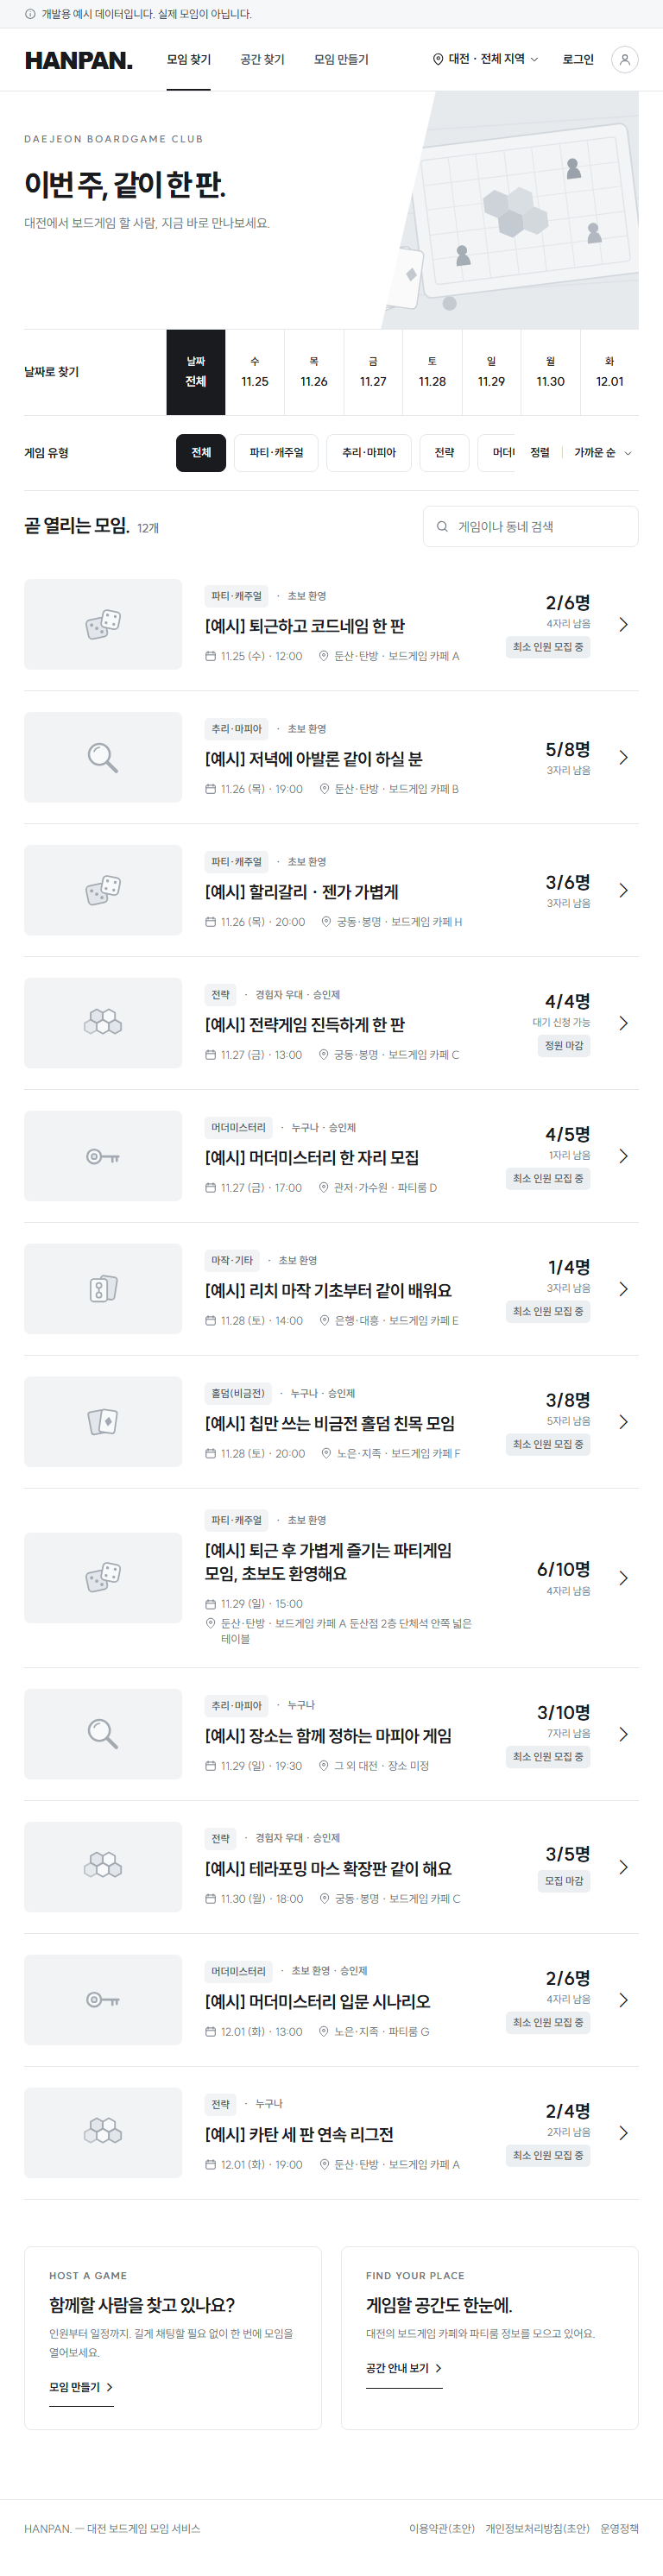 개발용 예시 데이터입니다. 실제 모임이 아닙니다.
HANPAN. 모임 찾기 공간 찾기 모임 만들기 대전 · 전체 지역 로그인
DAEJEON BOARDGAME CLUB
이번 주, 같이 한 판.
대전에서 보드게임 할 사람, 지금 바로 만나보세요.
날짜로 찾기
날짜 전체
수 11.25
목 11.26
금 11.27
토 11.28
일 11.29
월 11.30
화 12.01
게임 유형 전체 파티·캐주얼 추리·마피아 전략 정렬 가까운 순
곧 열리는 모임. 12개
게임이나 동네 검색
파티·캐주얼 · 초보 환영
[예시] 퇴근하고 코드네임 한 판
11.25 (수) · 12:00 둔산·탄방 · 보드게임 카페 A
2/6명
4자리 남음
최소 인원 모집 중
추리·마피아 · 초보 환영
[예시] 저녁에 아발론 같이 하실 분
11.26 (목) · 19:00 둔산·탄방 · 보드게임 카페 B
5/8명
3자리 남음
파티·캐주얼 · 초보 환영
[예시] 할리갈리 · 젠가 가볍게
11.26 (목) · 20:00 궁동·봉명 · 보드게임 카페 H
3/6명
3자리 남음
전략 · 경험자 우대 · 승인제
[예시] 전략게임 진득하게 한 판
11.27 (금) · 13:00 궁동·봉명 · 보드게임 카페 C
4/4명
대기 신청 가능
정원 마감
머더미스터리 · 누구나 · 승인제
[예시] 머더미스터리 한 자리 모집
11.27 (금) · 17:00 관저·가수원 · 파티룸 D
4/5명
1자리 남음
최소 인원 모집 중
마작·기타 · 초보 환영
[예시] 리치 마작 기초부터 같이 배워요
11.28 (토) · 14:00 은행·대흥 · 보드게임 카페 E
1/4명
3자리 남음
최소 인원 모집 중
홀덤(비금전) · 누구나 · 승인제
[예시] 칩만 쓰는 비금전 홀덤 친목 모임
11.28 (토) · 20:00 노은·지족 · 보드게임 카페 F
3/8명
5자리 남음
최소 인원 모집 중
파티·캐주얼 · 초보 환영
[예시] 퇴근 후 가볍게 즐기는 파티게임
모임, 초보도 환영해요
11.29 (일) · 15:00
둔산·탄방 · 보드게임 카페 A 둔산점 2층 단체석 안쪽 넓은
테이블
6/10명
4자리 남음
추리·마피아 · 누구나
[예시] 장소는 함께 정하는 마피아 게임
11.29 (일) · 19:30 그 외 대전 · 장소 미정
3/10명
7자리 남음
최소 인원 모집 중
전략 · 경험자 우대 · 승인제
[예시] 테라포밍 마스 확장판 같이 해요
11.30 (월) · 18:00 궁동·봉명 · 보드게임 카페 C
3/5명
모집 마감
머더미스터리 · 초보 환영 · 승인제
[예시] 머더미스터리 입문 시나리오
12.01 (화) · 13:00 노은·지족 · 파티룸 G
2/6명
4자리 남음
최소 인원 모집 중
전략 · 누구나
[예시] 카탄 세 판 연속 리그전
12.01 (화) · 19:00 둔산·탄방 · 보드게임 카페 A
2/4명
2자리 남음
최소 인원 모집 중
HOST A GAME
함께할 사람을 찾고 있나요?
인원부터 일정까지. 길게 채팅할 필요 없이 한 번에 모임을
열어보세요.
모임 만들기
FIND YOUR PLACE
게임할 공간도 한눈에.
대전의 보드게임 카페와 파티룸 정보를 모으고 있어요.
공간 안내 보기
HANPAN. — 대전 보드게임 모임 서비스 이용약관(초안) 개인정보처리방침(초안) 운영정책